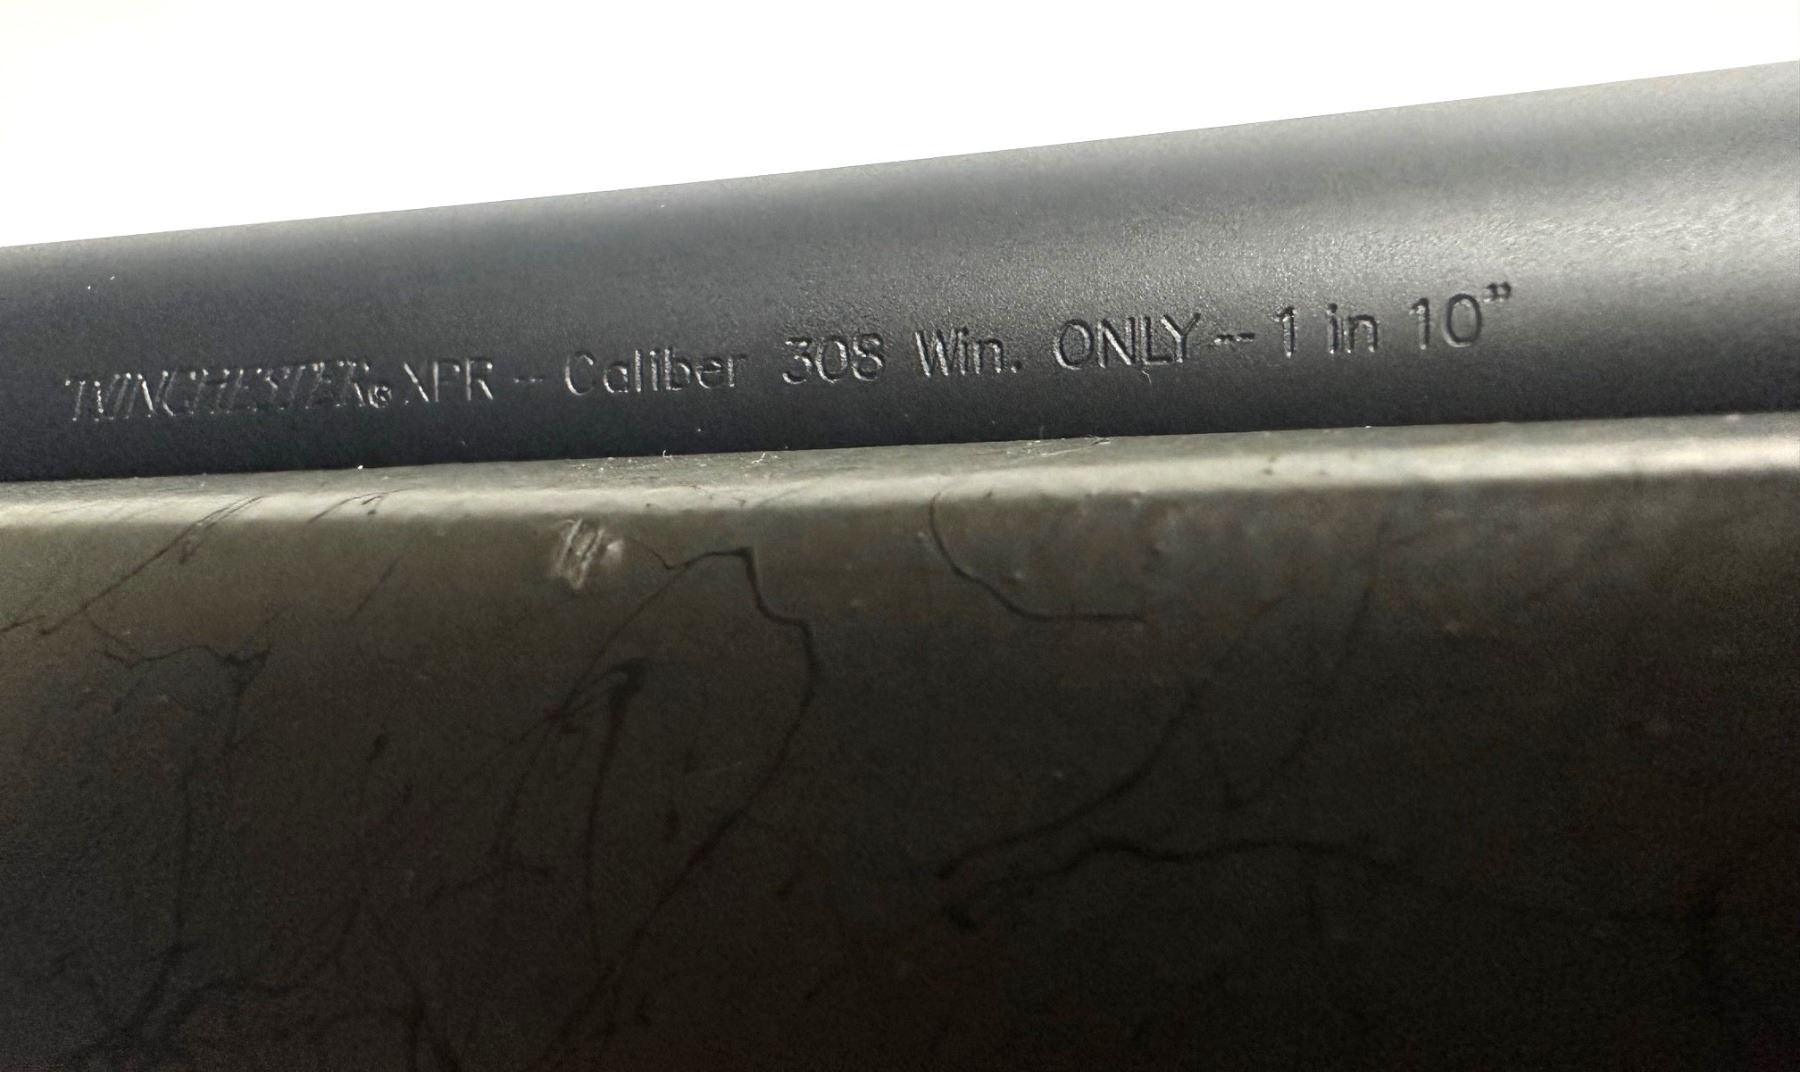 WINCHESTER® XPR -- Caliber 308 Win. ONLY -- 1 in 10"